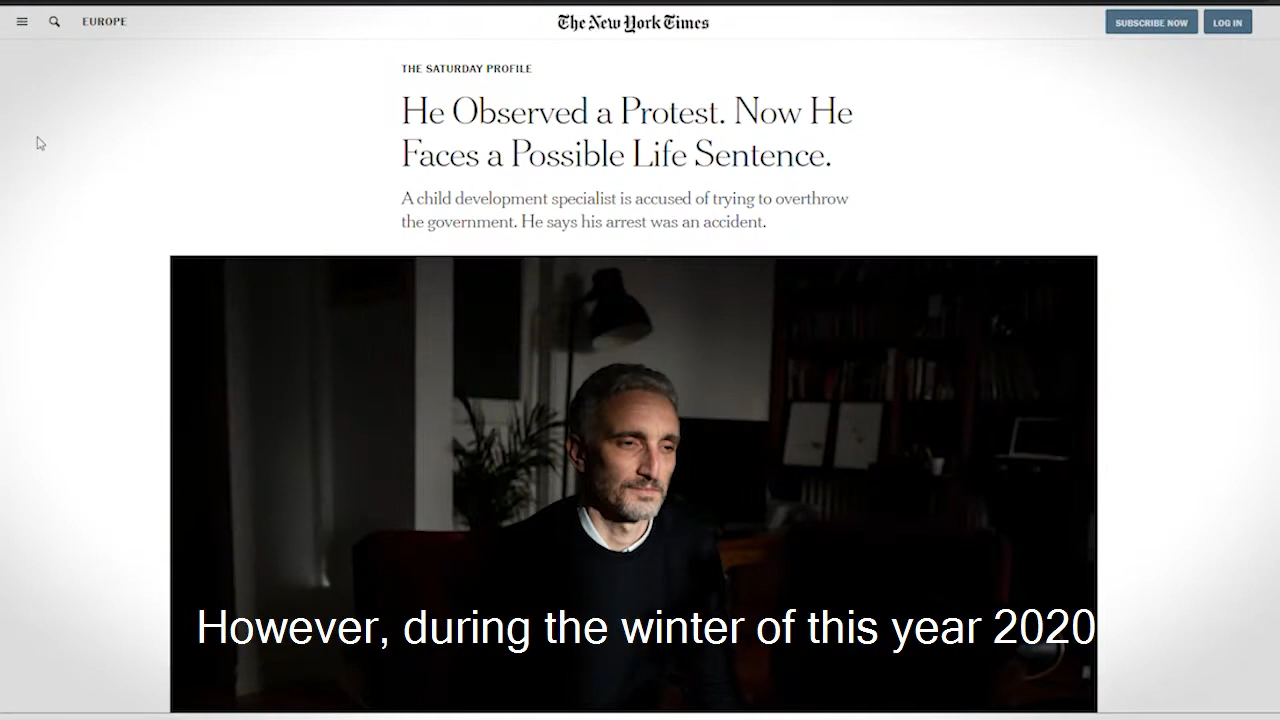 EUROPE
The New York Times
SUBSCRIBE NOW
LOG IN
THE SATURDAY PROFILE
He Observed a Protest. Now He
Faces a Possible Life Sentence.
A child development specialist is accused of trying to overthrow
the government. He says his arrest was an accident.
However, during the winter of this year 2020